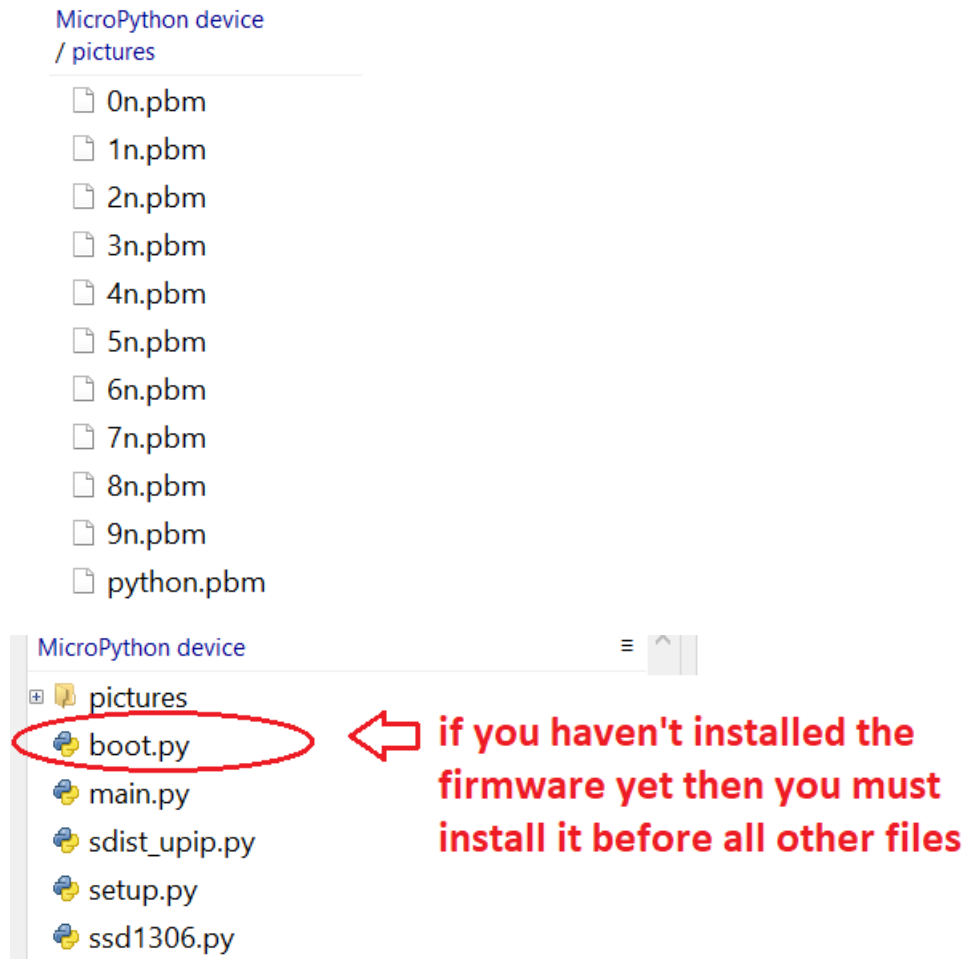 MicroPython device
/ pictures
0n.pbm
1n.pbm
2n.pbm
3n.pbm
4n.pbm
5n.pbm
6n.pbm
7n.pbm
8n.pbm
9n.pbm
python.pbm
MicroPython device
pictures
boot.py
main.py
sdist_upip.py
setup.py
ssd1306.py
if you haven't installed the
firmware yet then you must
install it before all other files